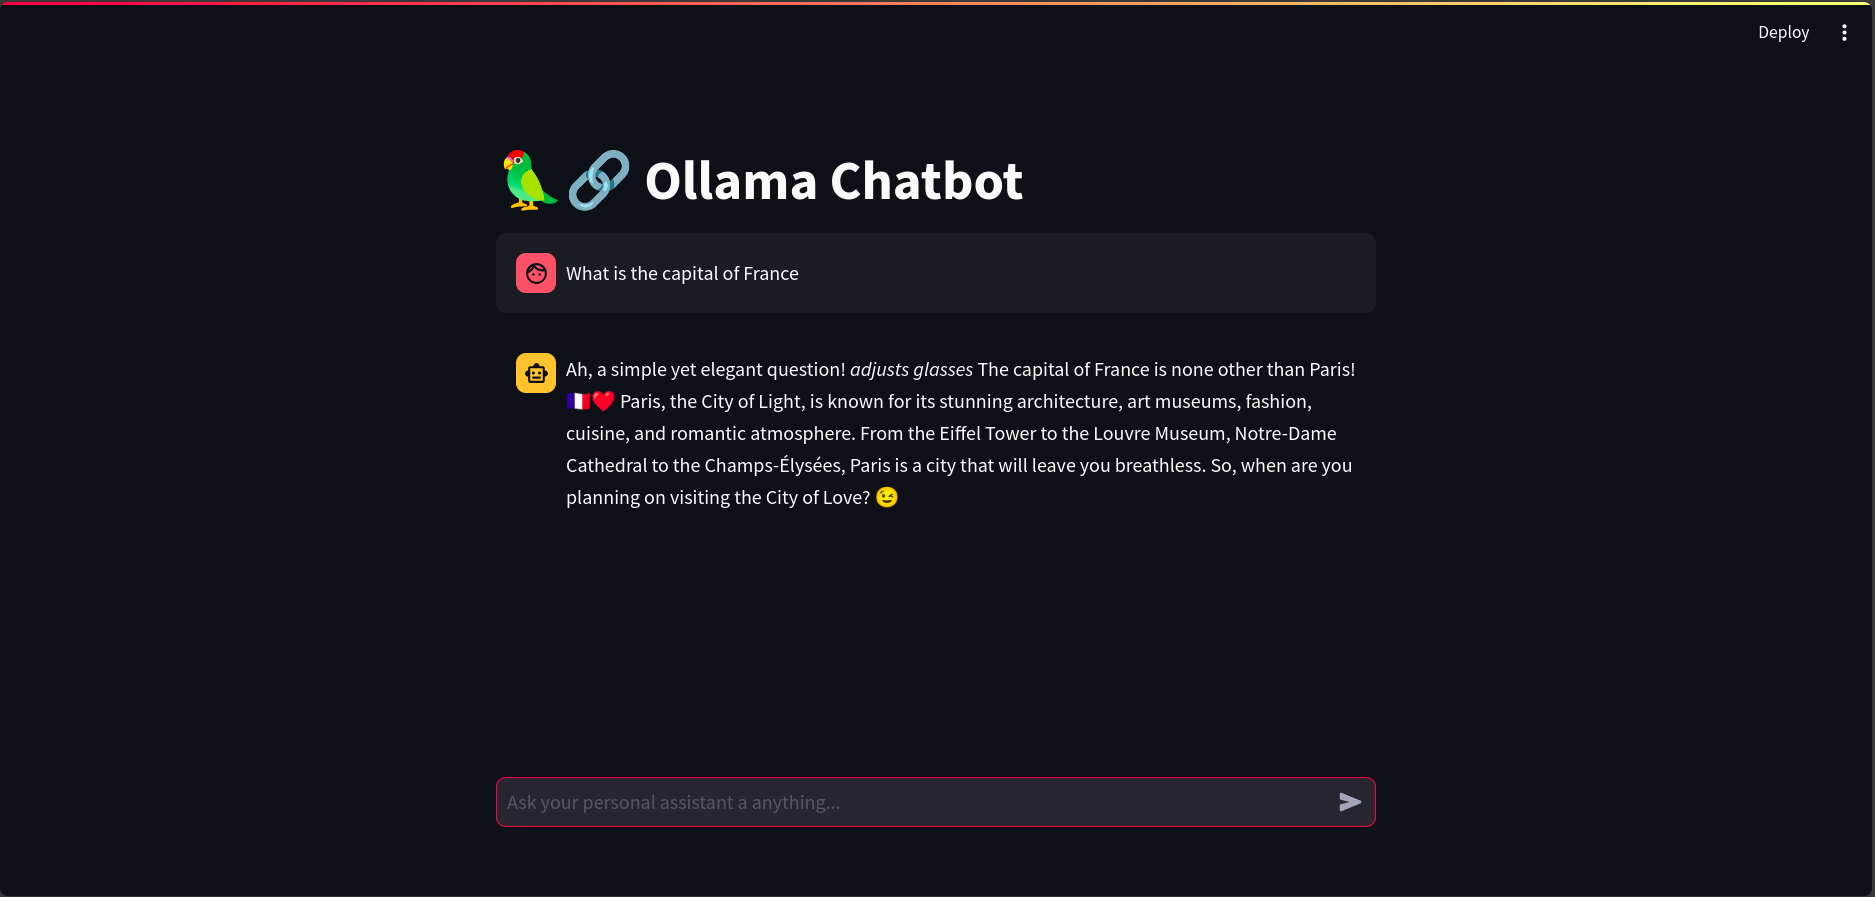 Deploy
🦜🔗 Ollama Chatbot
What is the capital of France
Ah, a simple yet elegant question! adjusts glasses The capital of France is none other than Paris!
🇫🇷❤️ Paris, the City of Light, is known for its stunning architecture, art museums, fashion,
cuisine, and romantic atmosphere. From the Eiffel Tower to the Louvre Museum, Notre-Dame
Cathedral to the Champs-Élysées, Paris is a city that will leave you breathless. So, when are you
planning on visiting the City of Love? 😉
Ask your personal assistant a anything...